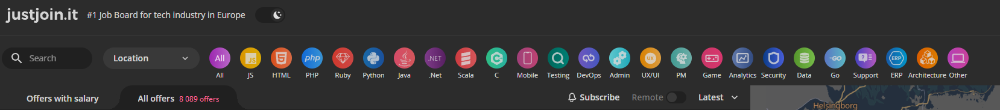 justjoin.it #1 Job Board for tech industry in Europe
Search Location All JS php .NET UX GO ERP
All JS HTML PHP Ruby Python Java .Net Scala C Mobile Testing DevOps Admin UX/UI PM Game Analytics Security Data Go Support ERP Architecture Other
Offers with salary All offers 8 089 offers Subscribe Remote Latest
Helsingborg